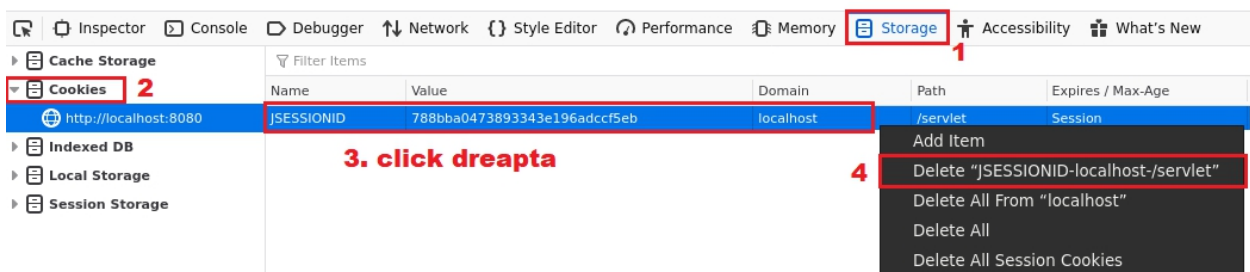 Inspector Console Debugger Network Style Editor Performance Memory Storage Accessibility What's New
1
Cache Storage
Filter Items
Cookies 2
Name Value Domain Path Expires / Max-Age
http://localhost:8080 JSESSIONID 788bba0473893343e196adccf5eb localhost /servlet Session
Indexed DB
Local Storage
Session Storage
3. click dreapta
4
Add Item
Delete “JSESSIONID-localhost-/servlet”
Delete All From “localhost”
Delete All
Delete All Session Cookies